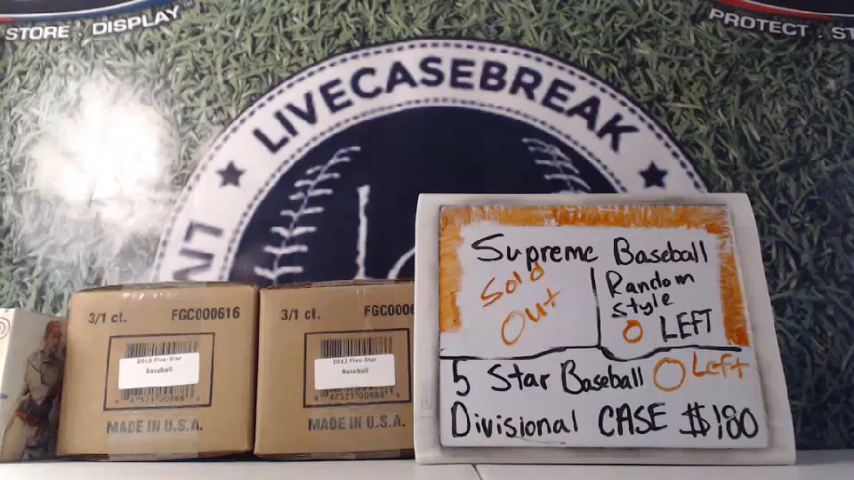 STORE . DISPLAY™
PROTECT . ST
LIVECASEBREAK
3/1 ct. FGC000616
2013 Five-Star
Baseball
MADE IN U.S.A.
3/1 ct. FGC0006
2013 Five-Star
Baseball
MADE IN U.S.A.
Supreme Baseball
Sold
Out
Random
style
0 LEFT
5 Star Baseball 0 Left
Divisional CASE $180